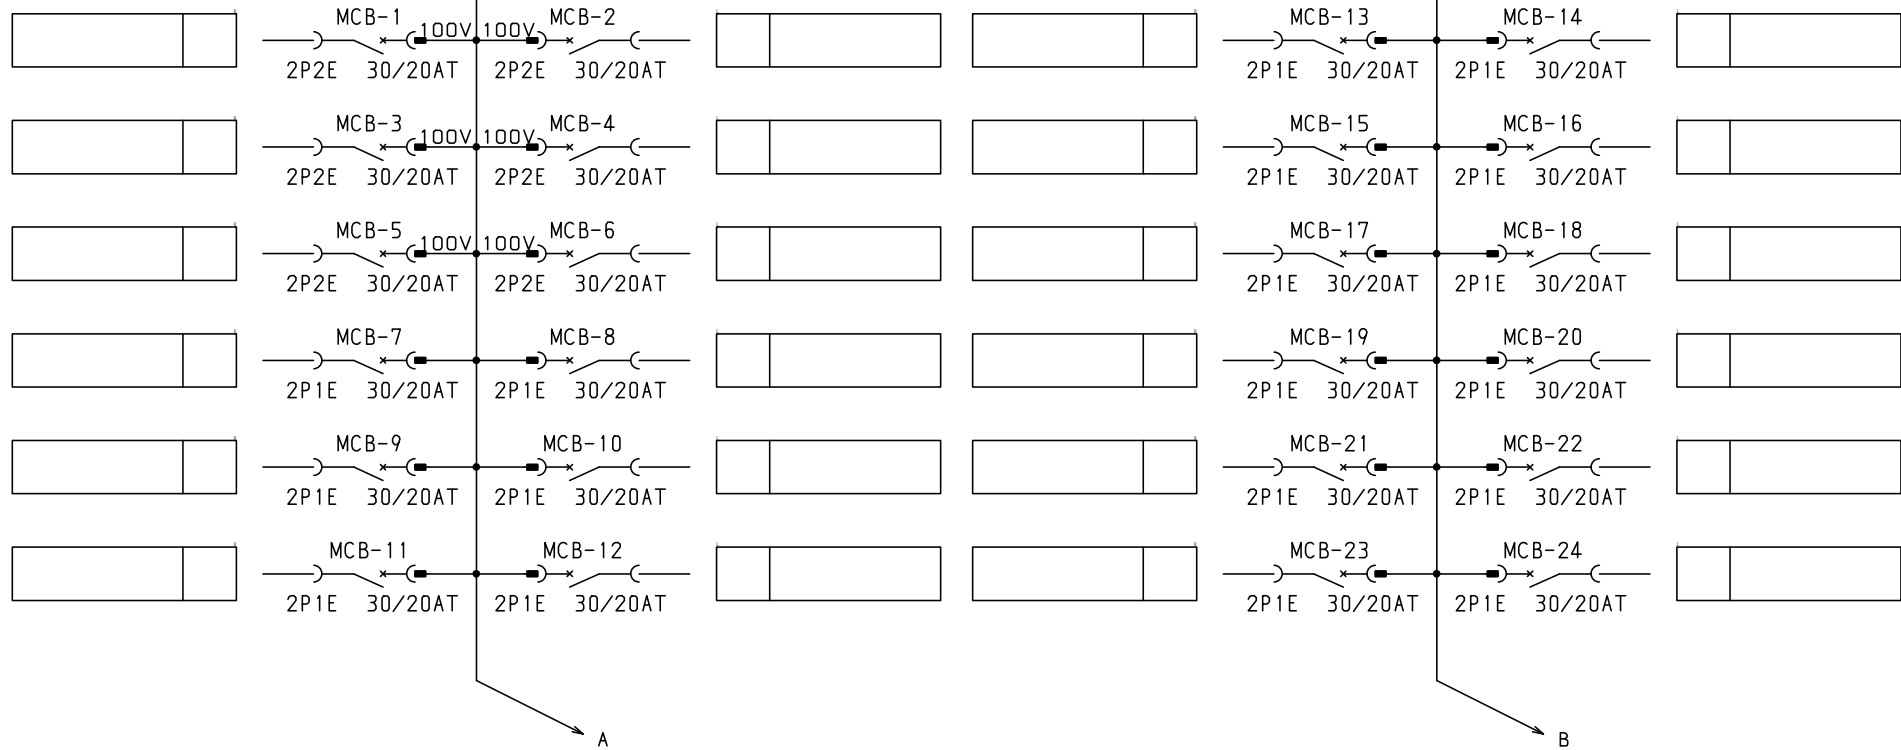 MCB-1 100V 100V MCB-2 MCB-13 MCB-14
2P2E 30/20AT 2P2E 30/20AT 2P1E 30/20AT 2P1E 30/20AT
MCB-3 100V 100V MCB-4 MCB-15 MCB-16
2P2E 30/20AT 2P2E 30/20AT 2P1E 30/20AT 2P1E 30/20AT
MCB-5 100V 100V MCB-6 MCB-17 MCB-18
2P2E 30/20AT 2P2E 30/20AT 2P1E 30/20AT 2P1E 30/20AT
MCB-7 MCB-8 MCB-19 MCB-20
2P1E 30/20AT 2P1E 30/20AT 2P1E 30/20AT 2P1E 30/20AT
MCB-9 MCB-10 MCB-21 MCB-22
2P1E 30/20AT 2P1E 30/20AT 2P1E 30/20AT 2P1E 30/20AT
MCB-11 MCB-12 MCB-23 MCB-24
2P1E 30/20AT 2P1E 30/20AT 2P1E 30/20AT 2P1E 30/20AT
A B